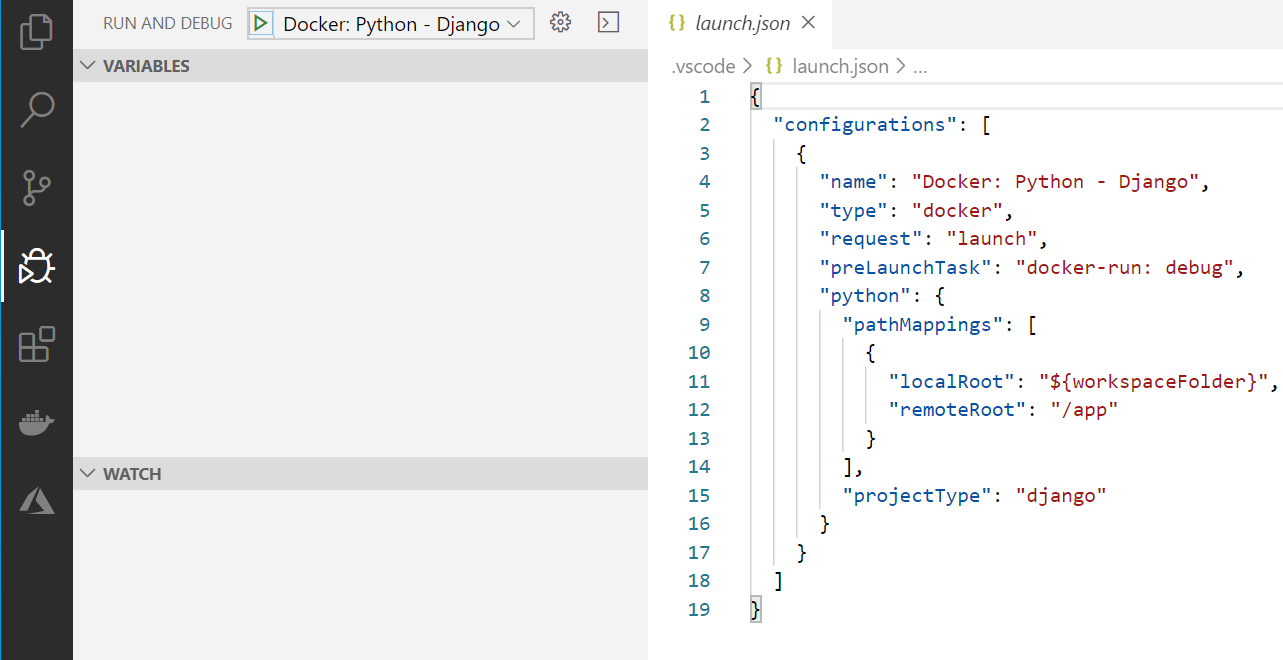 RUN AND DEBUG Docker: Python - Django
VARIABLES
WATCH
{} launch.json
.vscode > {} launch.json > ...
1 {
2 "configurations": [
3 {
4 "name": "Docker: Python - Django",
5 "type": "docker",
6 "request": "launch",
7 "preLaunchTask": "docker-run: debug",
8 "python": {
9 "pathMappings": [
10 {
11 "localRoot": "${workspaceFolder}",
12 "remoteRoot": "/app"
13 }
14 ],
15 "projectType": "django"
16 }
17 }
18 ]
19 }